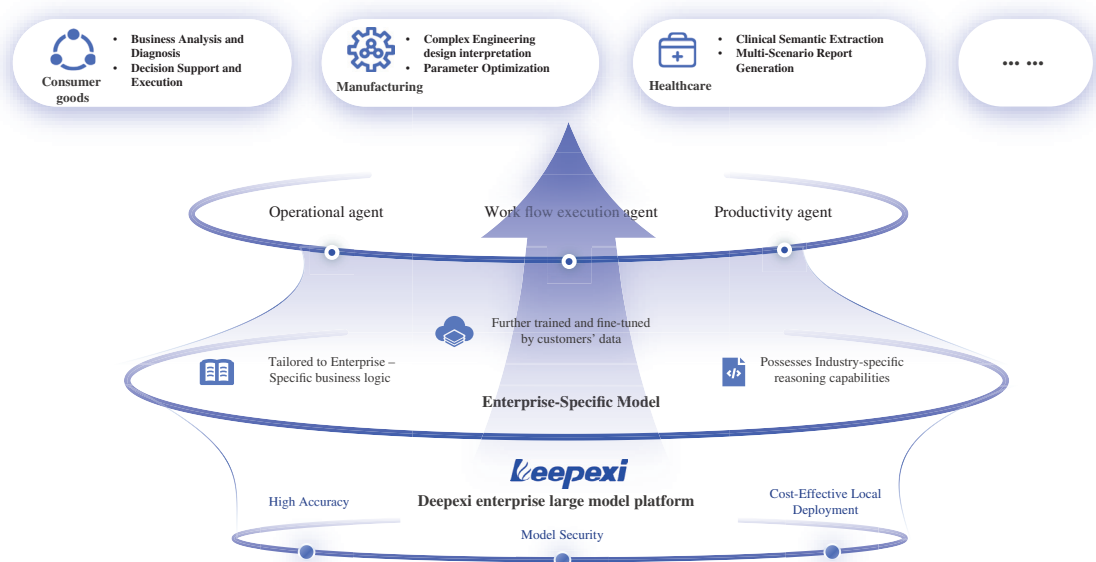 • Business Analysis and
Diagnosis
• Decision Support and
Execution
Consumer
goods
• Complex Engineering
design interpretation
• Parameter Optimization
Manufacturing
• Clinical Semantic Extraction
• Multi-Scenario Report
Generation
Healthcare
... ...
Operational agent
Work flow execution agent
Productivity agent
Further trained and fine-tuned
by customers’ data
Tailored to Enterprise –
Specific business logic
Possesses Industry-specific
reasoning capabilities
Enterprise-Specific Model
Deepexi
Deepexi enterprise large model platform
High Accuracy
Cost-Effective Local
Deployment
Model Security